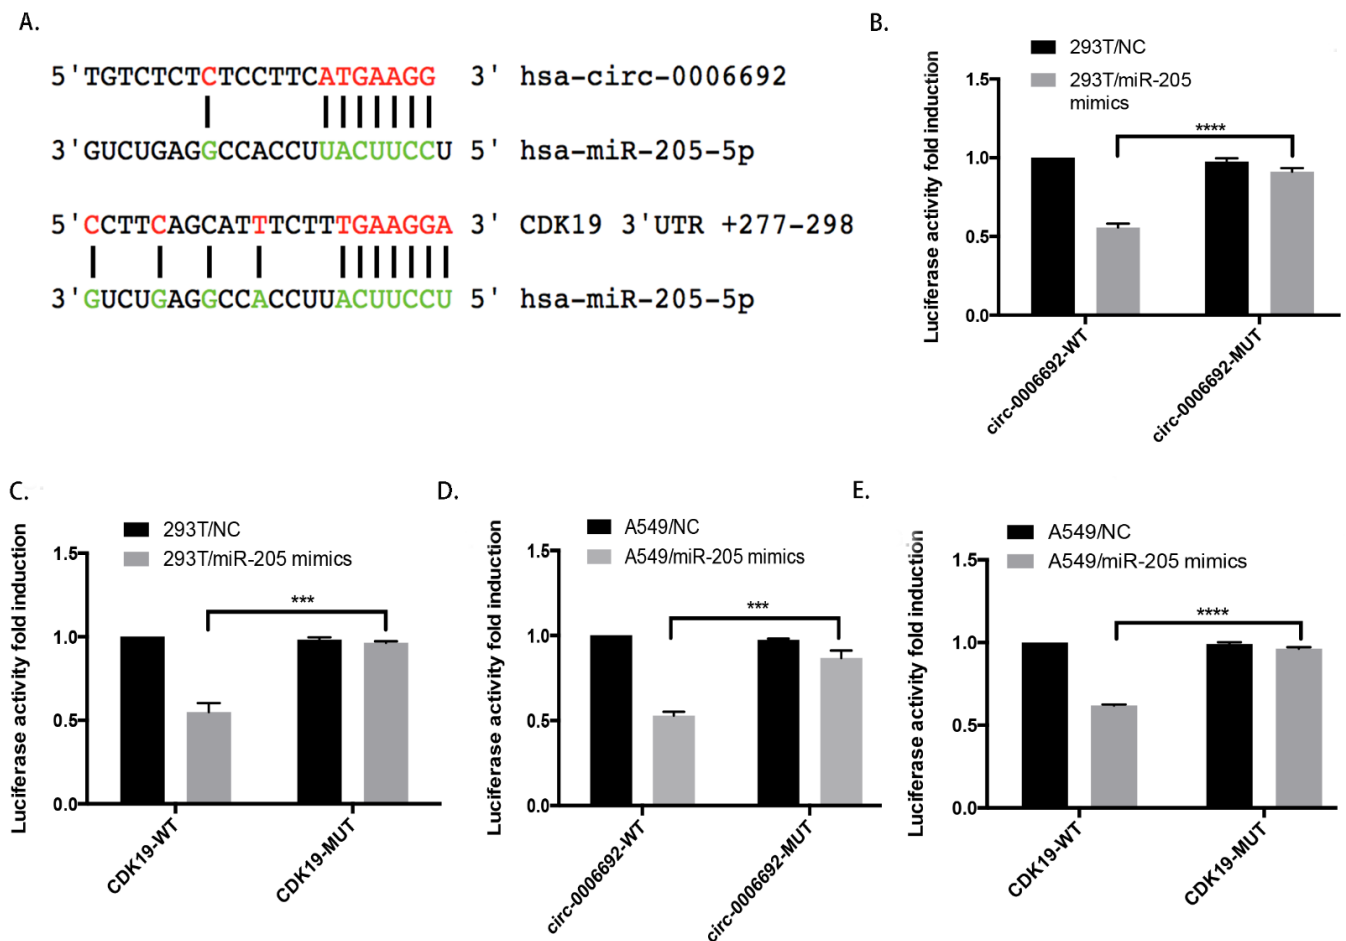 A.
5'TGTCTCTCTCCTTCATGAAGG 3' hsa-circ-0006692
3'GUCUGAGGCCACCUUACUUCCU 5' hsa-miR-205-5p
5'CCTTCAGCATTTCTTTGAAGGA 3' CDK19 3'UTR +277-298
3'GUCUGAGGCCACCUUACUUCCU 5' hsa-miR-205-5p
B.
293T/NC
293T/miR-205
mimics
Luciferase activity fold induction
1.5
1.0
0.5
0.0
****
circ-0006692-WT
circ-0006692-MUT
C.
293T/NC
293T/miR-205 mimics
Luciferase activity fold induction
1.5
1.0
0.5
0.0
***
CDK19-WT
CDK19-MUT
D.
A549/NC
A549/miR-205 mimics
Luciferase activity fold induction
1.5
1.0
0.5
0.0
***
circ-0006692-WT
circ-0006692-MUT
E.
A549/NC
A549/miR-205 mimics
Luciferase activity fold induction
1.5
1.0
0.5
0.0
****
CDK19-WT
CDK19-MUT